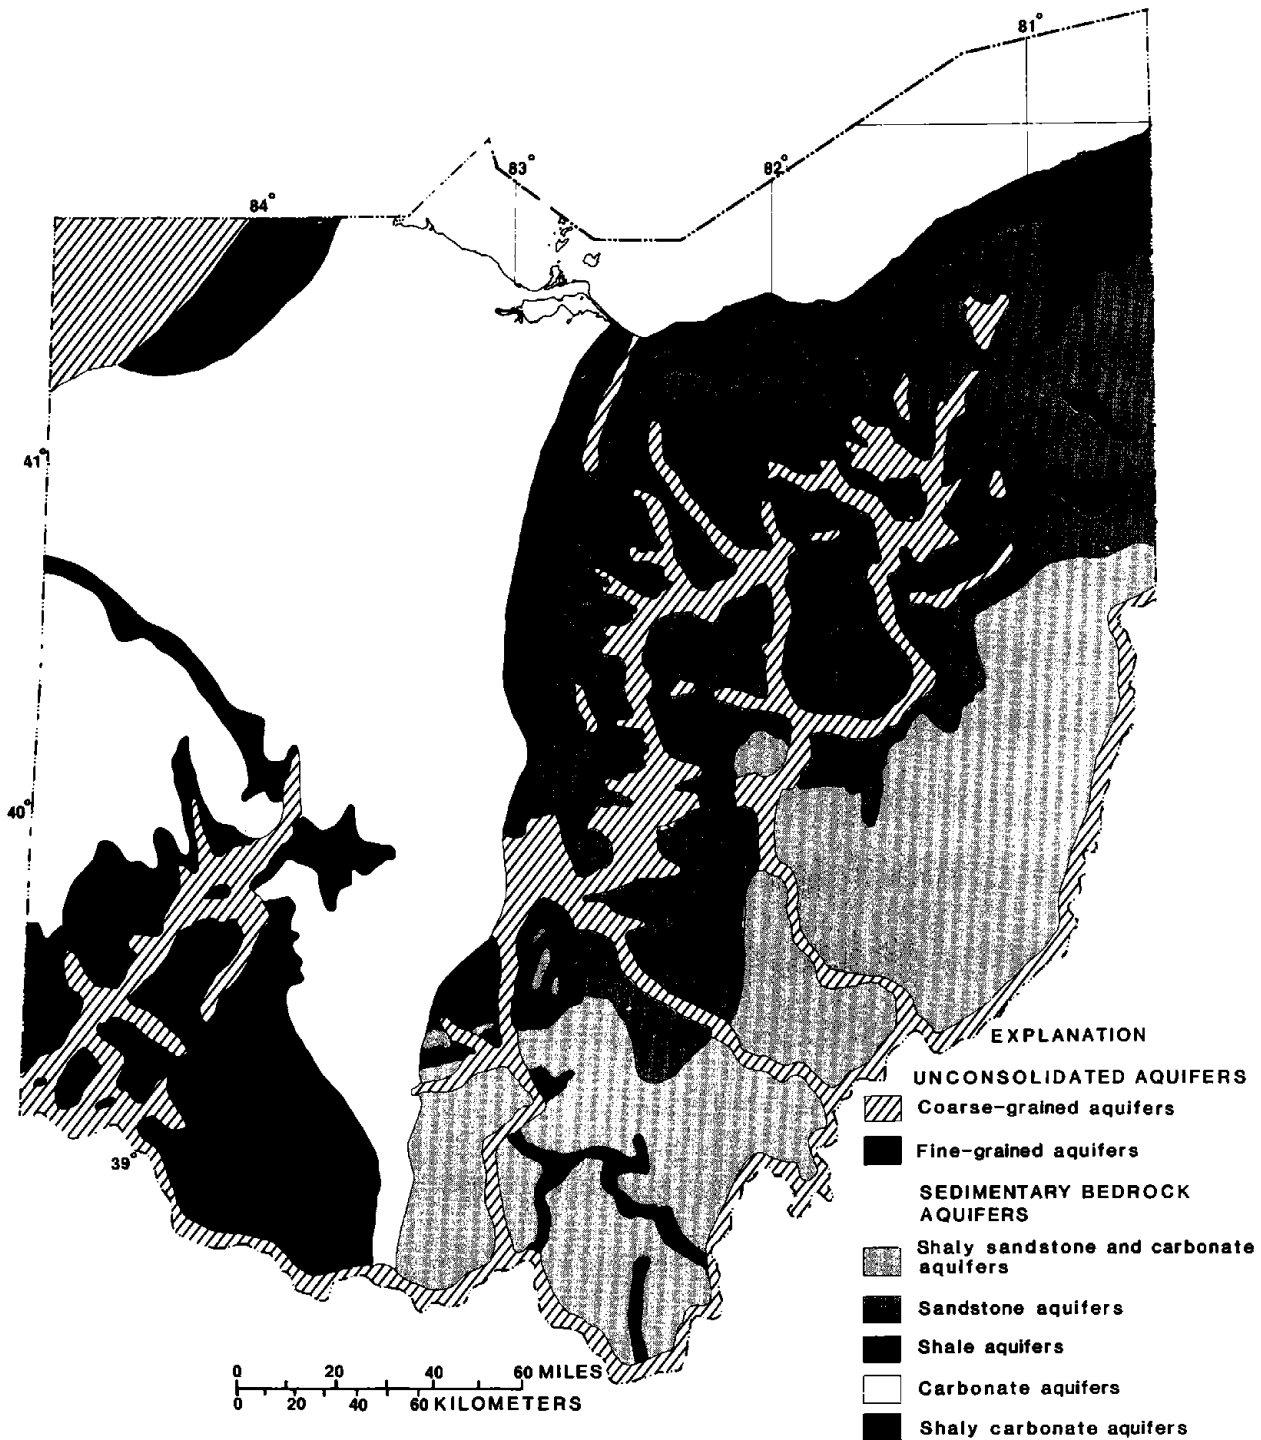 81°
83°
82°
84°
41°
40°
39°
EXPLANATION
UNCONSOLIDATED AQUIFERS
Coarse-grained aquifers
Fine-grained aquifers
SEDIMENTARY BEDROCK
AQUIFERS
Shaly sandstone and carbonate
aquifers
Sandstone aquifers
Shale aquifers
Carbonate aquifers
Shaly carbonate aquifers
0 20 40 60 MILES
0 20 40 60 KILOMETERS